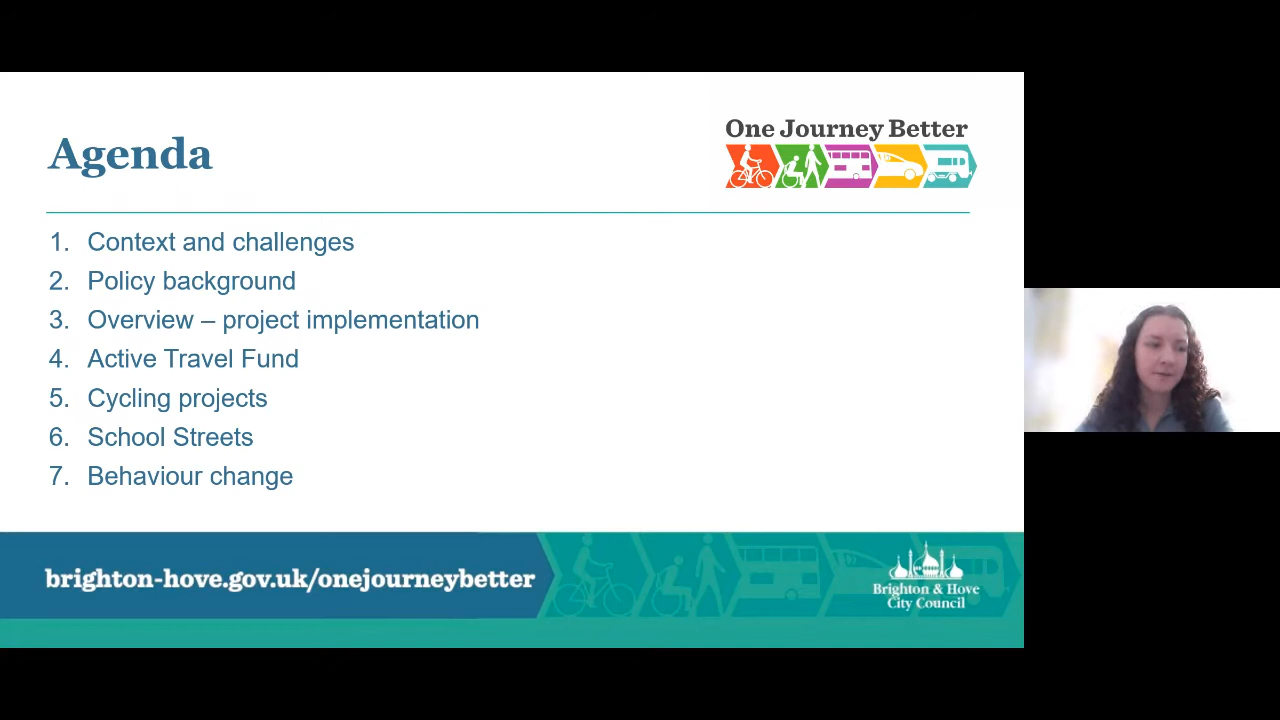 Agenda
One Journey Better
1. Context and challenges
2. Policy background
3. Overview – project implementation
4. Active Travel Fund
5. Cycling projects
6. School Streets
7. Behaviour change
brighton-hove.gov.uk/onejourneybetter
Brighton & Hove
City Council